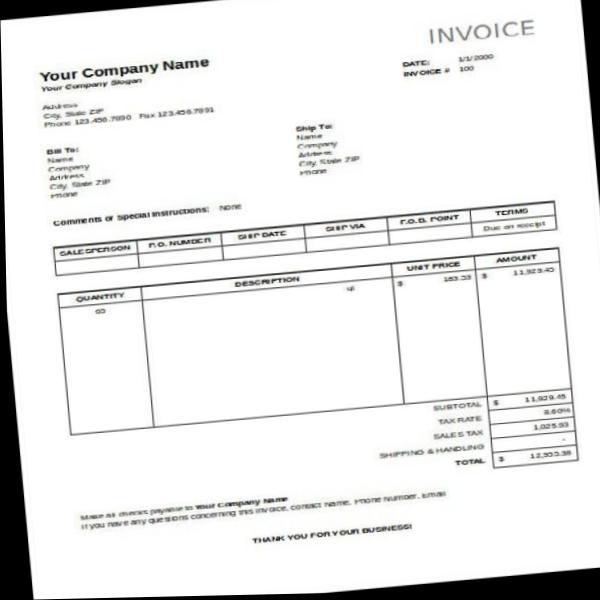 INVOICE
Your Company Name
Your Company Slogan
DATE: 1/1/2000
INVOICE # 100
Address
City, State ZIP
Phone 123.456.7890 Fax 123.456.7891
Bill To:
Name
Company
Address
City, State ZIP
Phone
Ship To:
Name
Company
Address
City, State ZIP
Phone
Comments or Special Instructions: None
SALESPERSON P.O. NUMBER SHIP DATE SHIP VIA F.O.B. POINT TERMS
Due on receipt
QUANTITY DESCRIPTION UNIT PRICE AMOUNT
$ $ 11,929.45
SUBTOTAL $ 11,929.45
TAX RATE 8.60%
SALES TAX 1,025.93
SHIPPING & HANDLING -
TOTAL $ 12,955.38
Make all checks payable to Your Company Name
If you have any questions concerning this invoice, contact Name, Phone Number, Email
THANK YOU FOR YOUR BUSINESS!